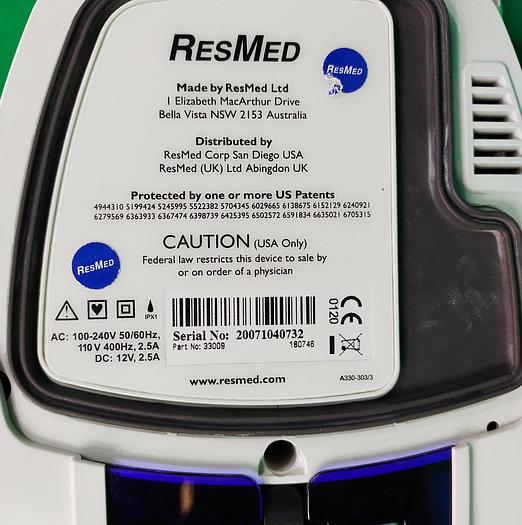 RESMED
RESMED
Made by ResMed Ltd
1 Elizabeth MacArthur Drive
Bella Vista NSW 2153 Australia
Distributed by
ResMed Corp San Diego USA
ResMed (UK) Ltd Abingdon UK
Protected by one or more US Patents
4944310 5199424 5245995 5522382 5704345 6029665 6138675 6152129 6240921
6279569 6363933 6367474 6398739 6425395 6502572 6591834 6635021 6705315
CAUTION (USA Only)
Federal law restricts this device to sale by
or on order of a physician
RESMED
IPX1
AC: 100-240V 50/60Hz,
110V 400Hz, 2.5A
DC: 12V, 2.5A
Serial No: 20071040732
Part No: 33009 180746
CE 0120
www.resmed.com
A330-303/3